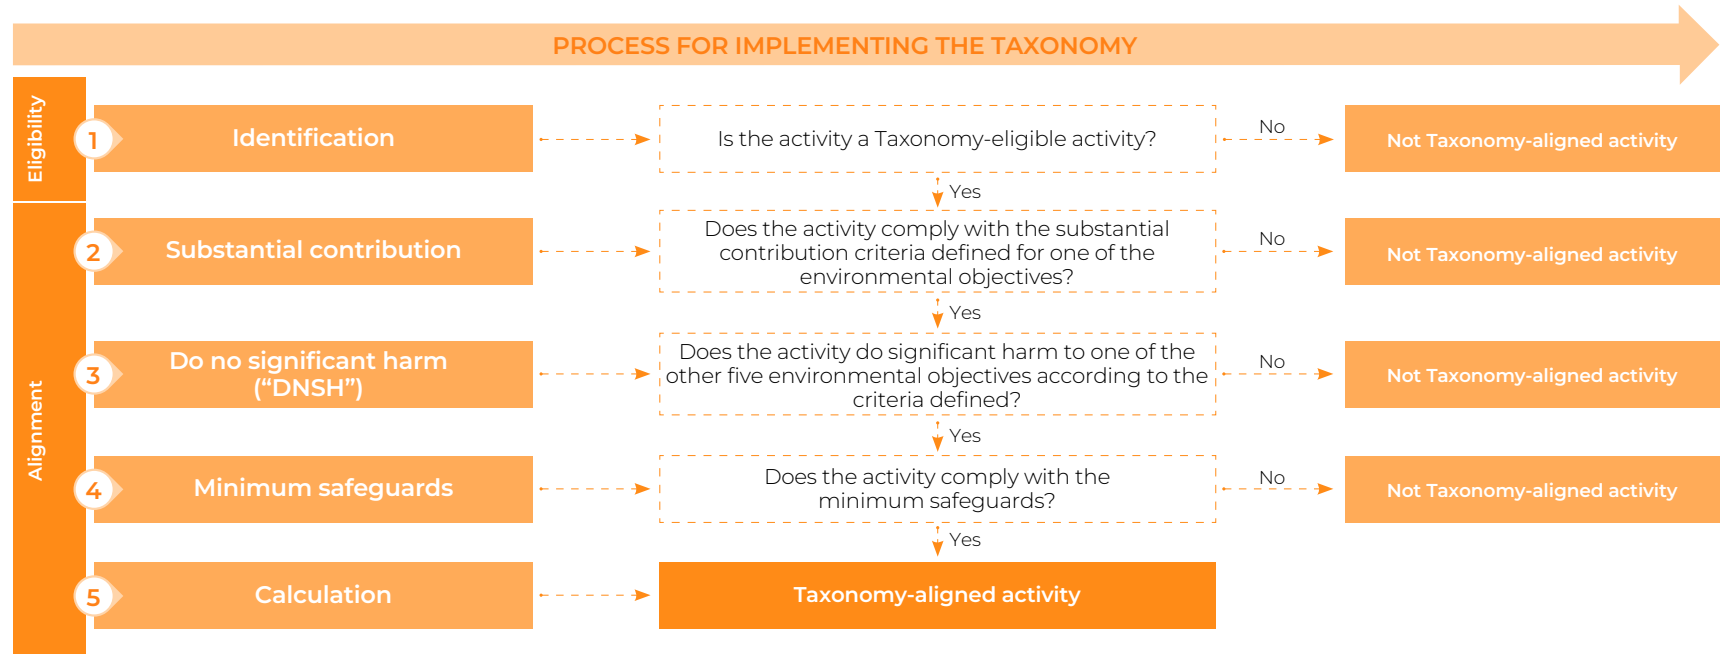 PROCESS FOR IMPLEMENTING THE TAXONOMY
Eligibility
1
Identification
Is the activity a Taxonomy-eligible activity?
No
Not Taxonomy-aligned activity
Yes
Alignment
2
Substantial contribution
Does the activity comply with the substantial
contribution criteria defined for one of the
environmental objectives?
No
Not Taxonomy-aligned activity
Yes
3
Do no significant harm
(“DNSH”)
Does the activity do significant harm to one of the
other five environmental objectives according to the
criteria defined?
No
Not Taxonomy-aligned activity
Yes
4
Minimum safeguards
Does the activity comply with the
minimum safeguards?
No
Not Taxonomy-aligned activity
Yes
5
Calculation
Taxonomy-aligned activity